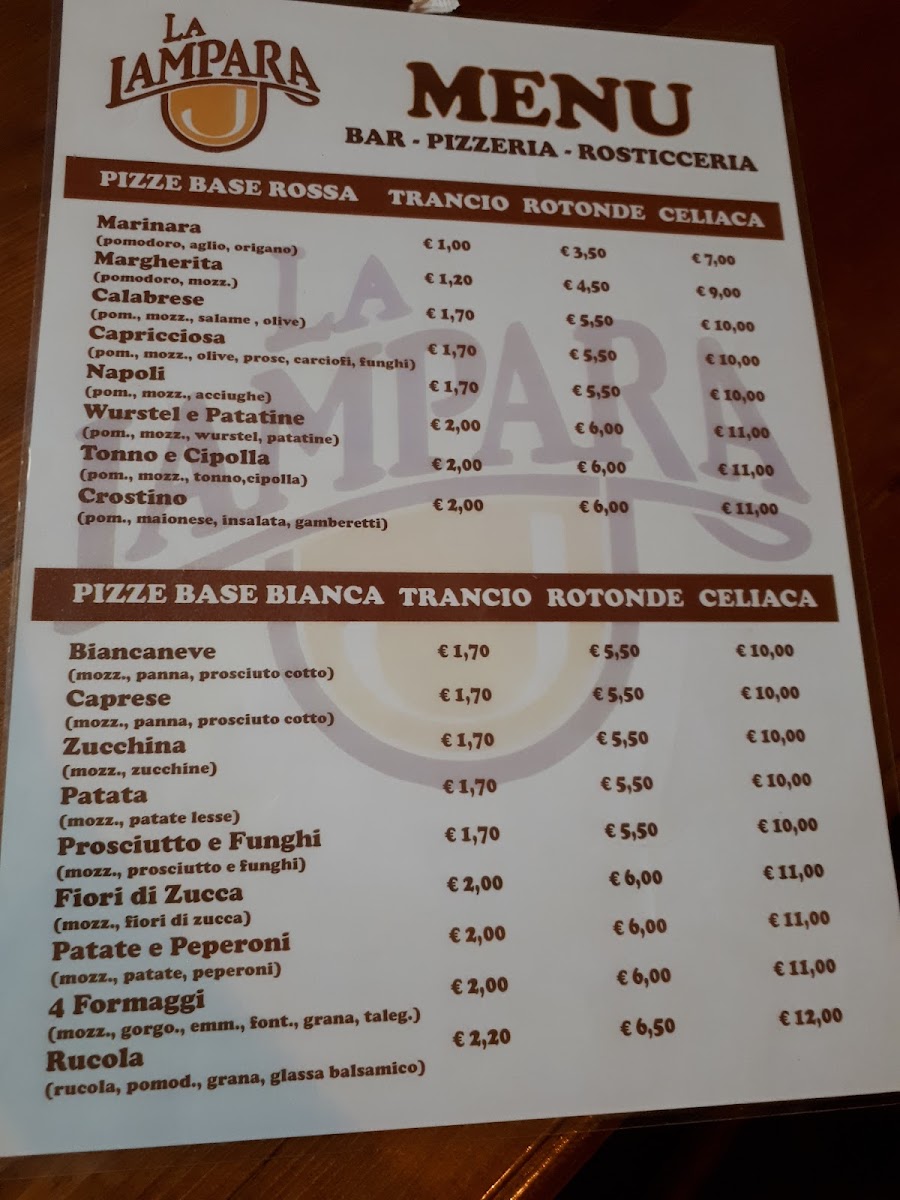 LA
LAMPARA
MENU
BAR - PIZZERIA - ROSTICCERIA
PIZZE BASE ROSSA TRANCIO ROTONDE CELIACA
Marinara € 1,00 € 3,50 € 7,00
(pomodoro, aglio, origano)
Margherita € 1,20 € 4,50 € 9,00
(pomodoro, mozz.)
Calabrese € 1,70 € 5,50 € 10,00
(pom., mozz., salame , olive)
Capricciosa € 1,70 € 5,50 € 10,00
(pom., mozz., olive, prosc, carciofi, funghi)
Napoli € 1,70 € 5,50 € 10,00
(pom., mozz., acciughe)
Wurstel e Patatine € 2,00 € 6,00 € 11,00
(pom., mozz., wurstel, patatine)
Tonno e Cipolla € 2,00 € 6,00 € 11,00
(pom., mozz., tonno,cipolla)
Crostino € 2,00 € 6,00 € 11,00
(pom., maionese, insalata, gamberetti)
LA
LAMPARA
PIZZE BASE BIANCA TRANCIO ROTONDE CELIACA
Biancaneve € 1,70 € 5,50 € 10,00
(mozz., panna, prosciuto cotto)
Caprese € 1,70 € 5,50 € 10,00
(mozz., panna, prosciuto cotto)
Zucchina € 1,70 € 5,50 € 10,00
(mozz., zucchine)
Patata € 1,70 € 5,50 € 10,00
(mozz., patate lesse)
Prosciutto e Funghi € 1,70 € 5,50 € 10,00
(mozz., prosciutto e funghi)
Fiori di Zucca € 2,00 € 6,00 € 11,00
(mozz., fiori di zucca)
Patate e Peperoni € 2,00 € 6,00 € 11,00
(mozz., patate, peperoni)
4 Formaggi € 2,00 € 6,00 € 11,00
(mozz., gorgo., emm., font., grana, taleg.)
Rucola € 2,20 € 6,50 € 12,00
(rucola, pomod., grana, glassa balsamico)